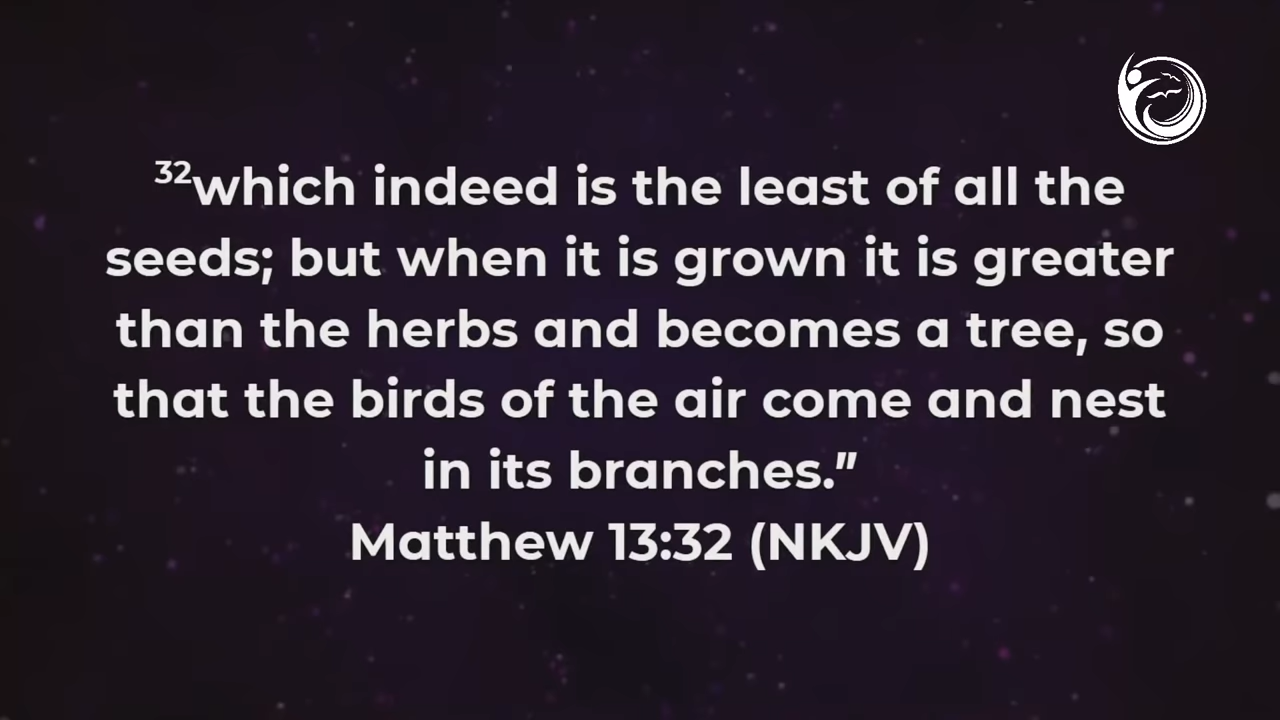 32which indeed is the least of all the
seeds; but when it is grown it is greater
than the herbs and becomes a tree, so
that the birds of the air come and nest
in its branches."
Matthew 13:32 (NKJV)